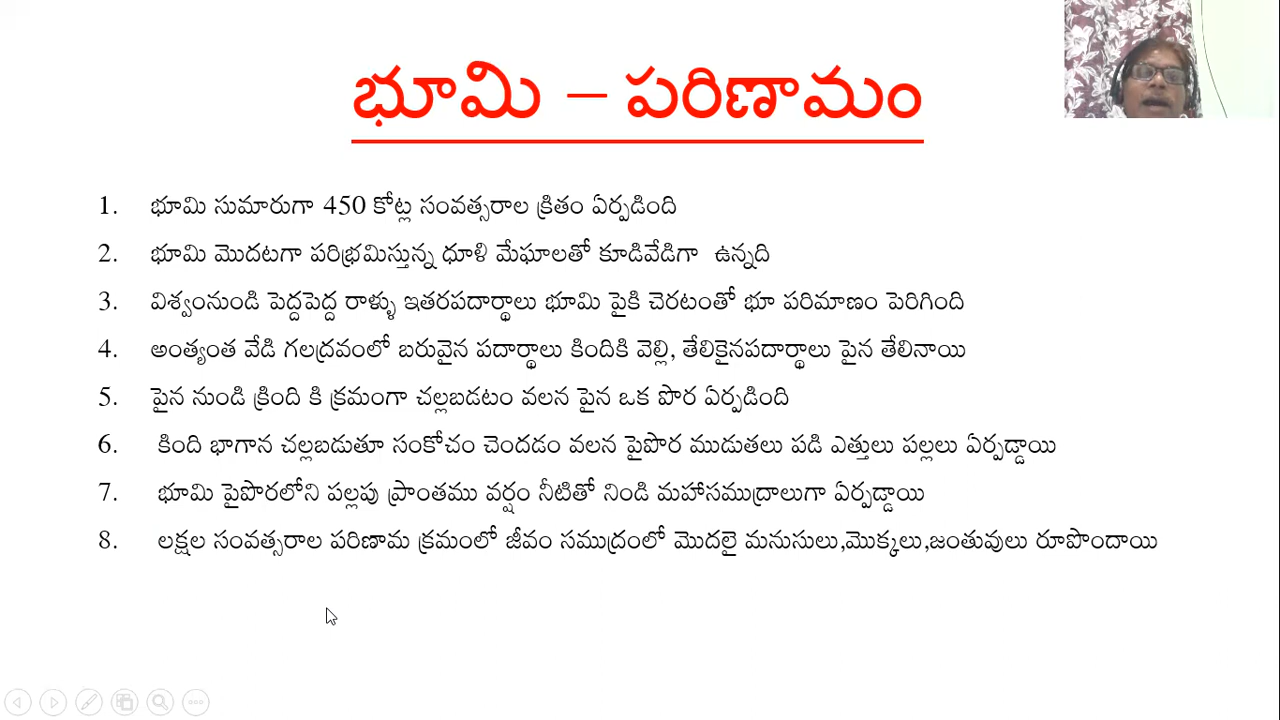 భూమి – పరిణామం
1. భూమి సుమారుగా 450 కోట్ల సంవత్సరాల క్రితం ఏర్పడింది
2. భూమి మొదటగా పరిభ్రమిస్తున్న ధూళి మేఘాలతో కూడివేడిగా ఉన్నది
3. విశ్వంనుండి పెద్దపెద్ద రాళ్ళు ఇతరపదార్థాలు భూమి పైకి చెరటంతో భూ పరిమాణం పెరిగింది
4. అంత్యంత వేడి గలద్రవంలో బరువైన పదార్థాలు కిందికి వెల్లి, తేలికైనపదార్థాలు పైన తేలినాయి
5. పైన నుండి క్రింది కి క్రమంగా చల్లబడటం వలన పైన ఒక పొర ఏర్పడింది
6. కింది భాగాన చల్లబడుతూ సంకోచం చెందడం వలన పైపొర ముడుతలు పడి ఎత్తులు పల్లలు ఏర్పడ్డాయి
7. భూమి పైపొరలోని పల్లపు ప్రాంతము వర్షం నీటితో నిండి మహాసముద్రాలుగా ఏర్పడ్డాయి
8. లక్షల సంవత్సరాల పరిణామ క్రమంలో జీవం సముద్రంలో మొదలై మనుసులు,మొక్కలు,జంతువులు రూపొందాయి